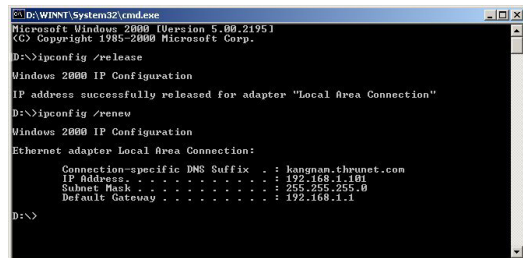 D:\WINNT\System32\cmd.exe
Microsoft Windows 2000 [Version 5.00.2195]
(C) Copyright 1985-2000 Microsoft Corp.
D:\>ipconfig /release
Windows 2000 IP Configuration
IP address successfully released for adapter "Local Area Connection"
D:\>ipconfig /renew
Windows 2000 IP Configuration
Ethernet adapter Local Area Connection:
Connection-specific DNS Suffix  . : kangnam.thrunet.com
IP Address. . . . . . . . . . . . : 192.168.1.101
Subnet Mask . . . . . . . . . . . : 255.255.255.0
Default Gateway . . . . . . . . . : 192.168.1.1
D:\>